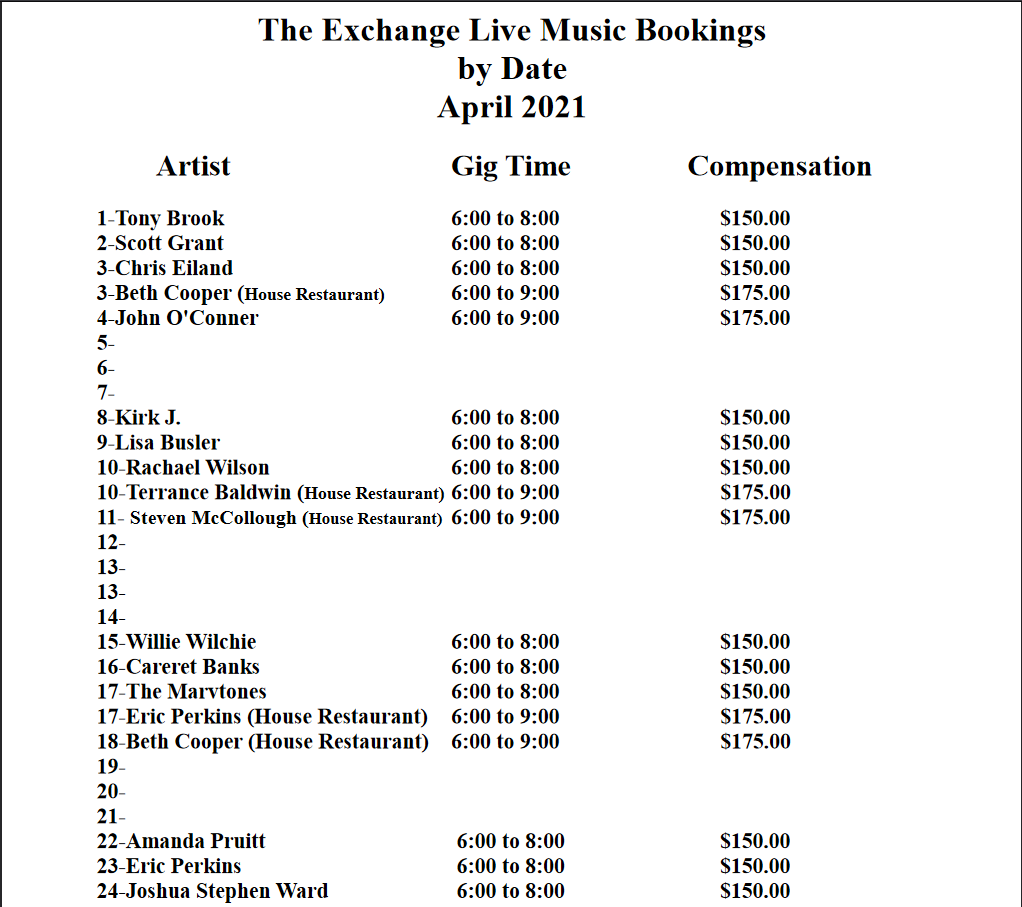 The Exchange Live Music Bookings
by Date
April 2021
Artist Gig Time Compensation
1-Tony Brook 6:00 to 8:00 $150.00
2-Scott Grant 6:00 to 8:00 $150.00
3-Chris Eiland 6:00 to 8:00 $150.00
3-Beth Cooper (House Restaurant) 6:00 to 9:00 $175.00
4-John O'Conner 6:00 to 9:00 $175.00
5-
6-
7-
8-Kirk J. 6:00 to 8:00 $150.00
9-Lisa Busler 6:00 to 8:00 $150.00
10-Rachael Wilson 6:00 to 8:00 $150.00
10-Terrance Baldwin (House Restaurant) 6:00 to 9:00 $175.00
11- Steven McCollough (House Restaurant) 6:00 to 9:00 $175.00
12-
13-
13-
14-
15-Willie Wilchie 6:00 to 8:00 $150.00
16-Careret Banks 6:00 to 8:00 $150.00
17-The Marvtones 6:00 to 8:00 $150.00
17-Eric Perkins (House Restaurant) 6:00 to 9:00 $175.00
18-Beth Cooper (House Restaurant) 6:00 to 9:00 $175.00
19-
20-
21-
22-Amanda Pruitt 6:00 to 8:00 $150.00
23-Eric Perkins 6:00 to 8:00 $150.00
24-Joshua Stephen Ward 6:00 to 8:00 $150.00